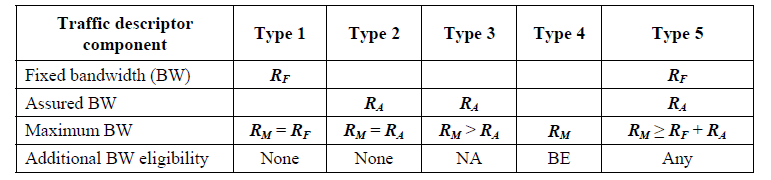 Traffic descriptor component Type 1 Type 2 Type 3 Type 4 Type 5
Fixed bandwidth (BW) R_F R_F
Assured BW R_A R_A R_A
Maximum BW R_M = R_F R_M = R_A R_M > R_A R_M R_M ≥ R_F + R_A
Additional BW eligibility None None NA BE Any